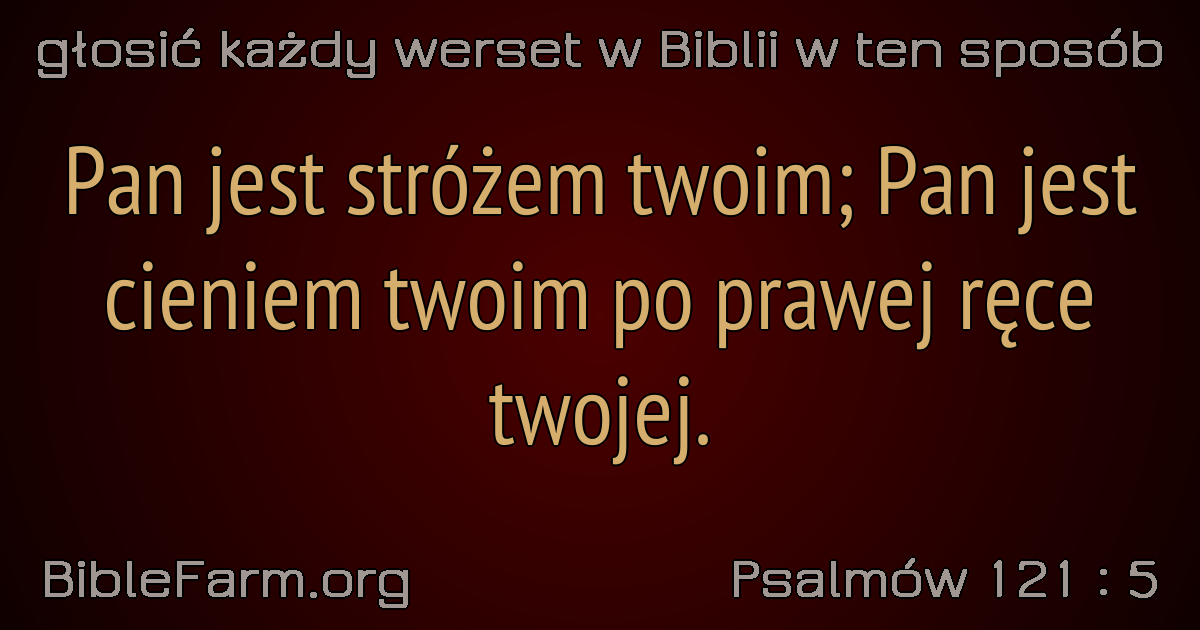 głosić każdy werset w Biblii w ten sposób
Pan jest stróżem twoim; Pan jest
cieniem twoim po prawej ręce
twojej.
BibleFarm.org
Psalmów 121 : 5